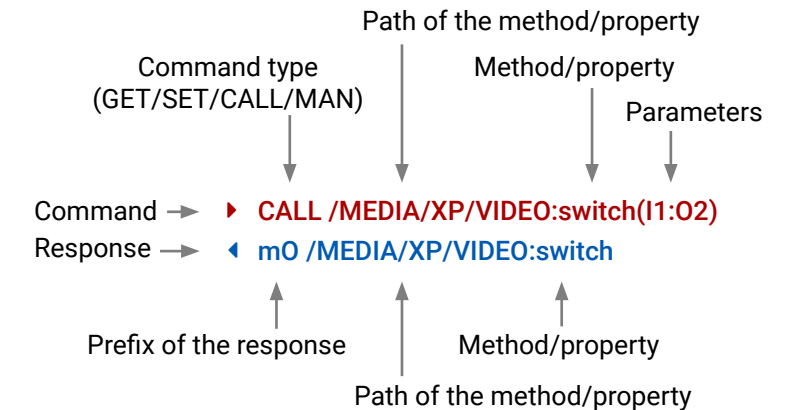 Path of the method/property
Command type
(GET/SET/CALL/MAN)
Method/property
Parameters
Command
CALL /MEDIA/XP/VIDEO:switch(I1:O2)
Response
mO /MEDIA/XP/VIDEO:switch
Prefix of the response
Method/property
Path of the method/property